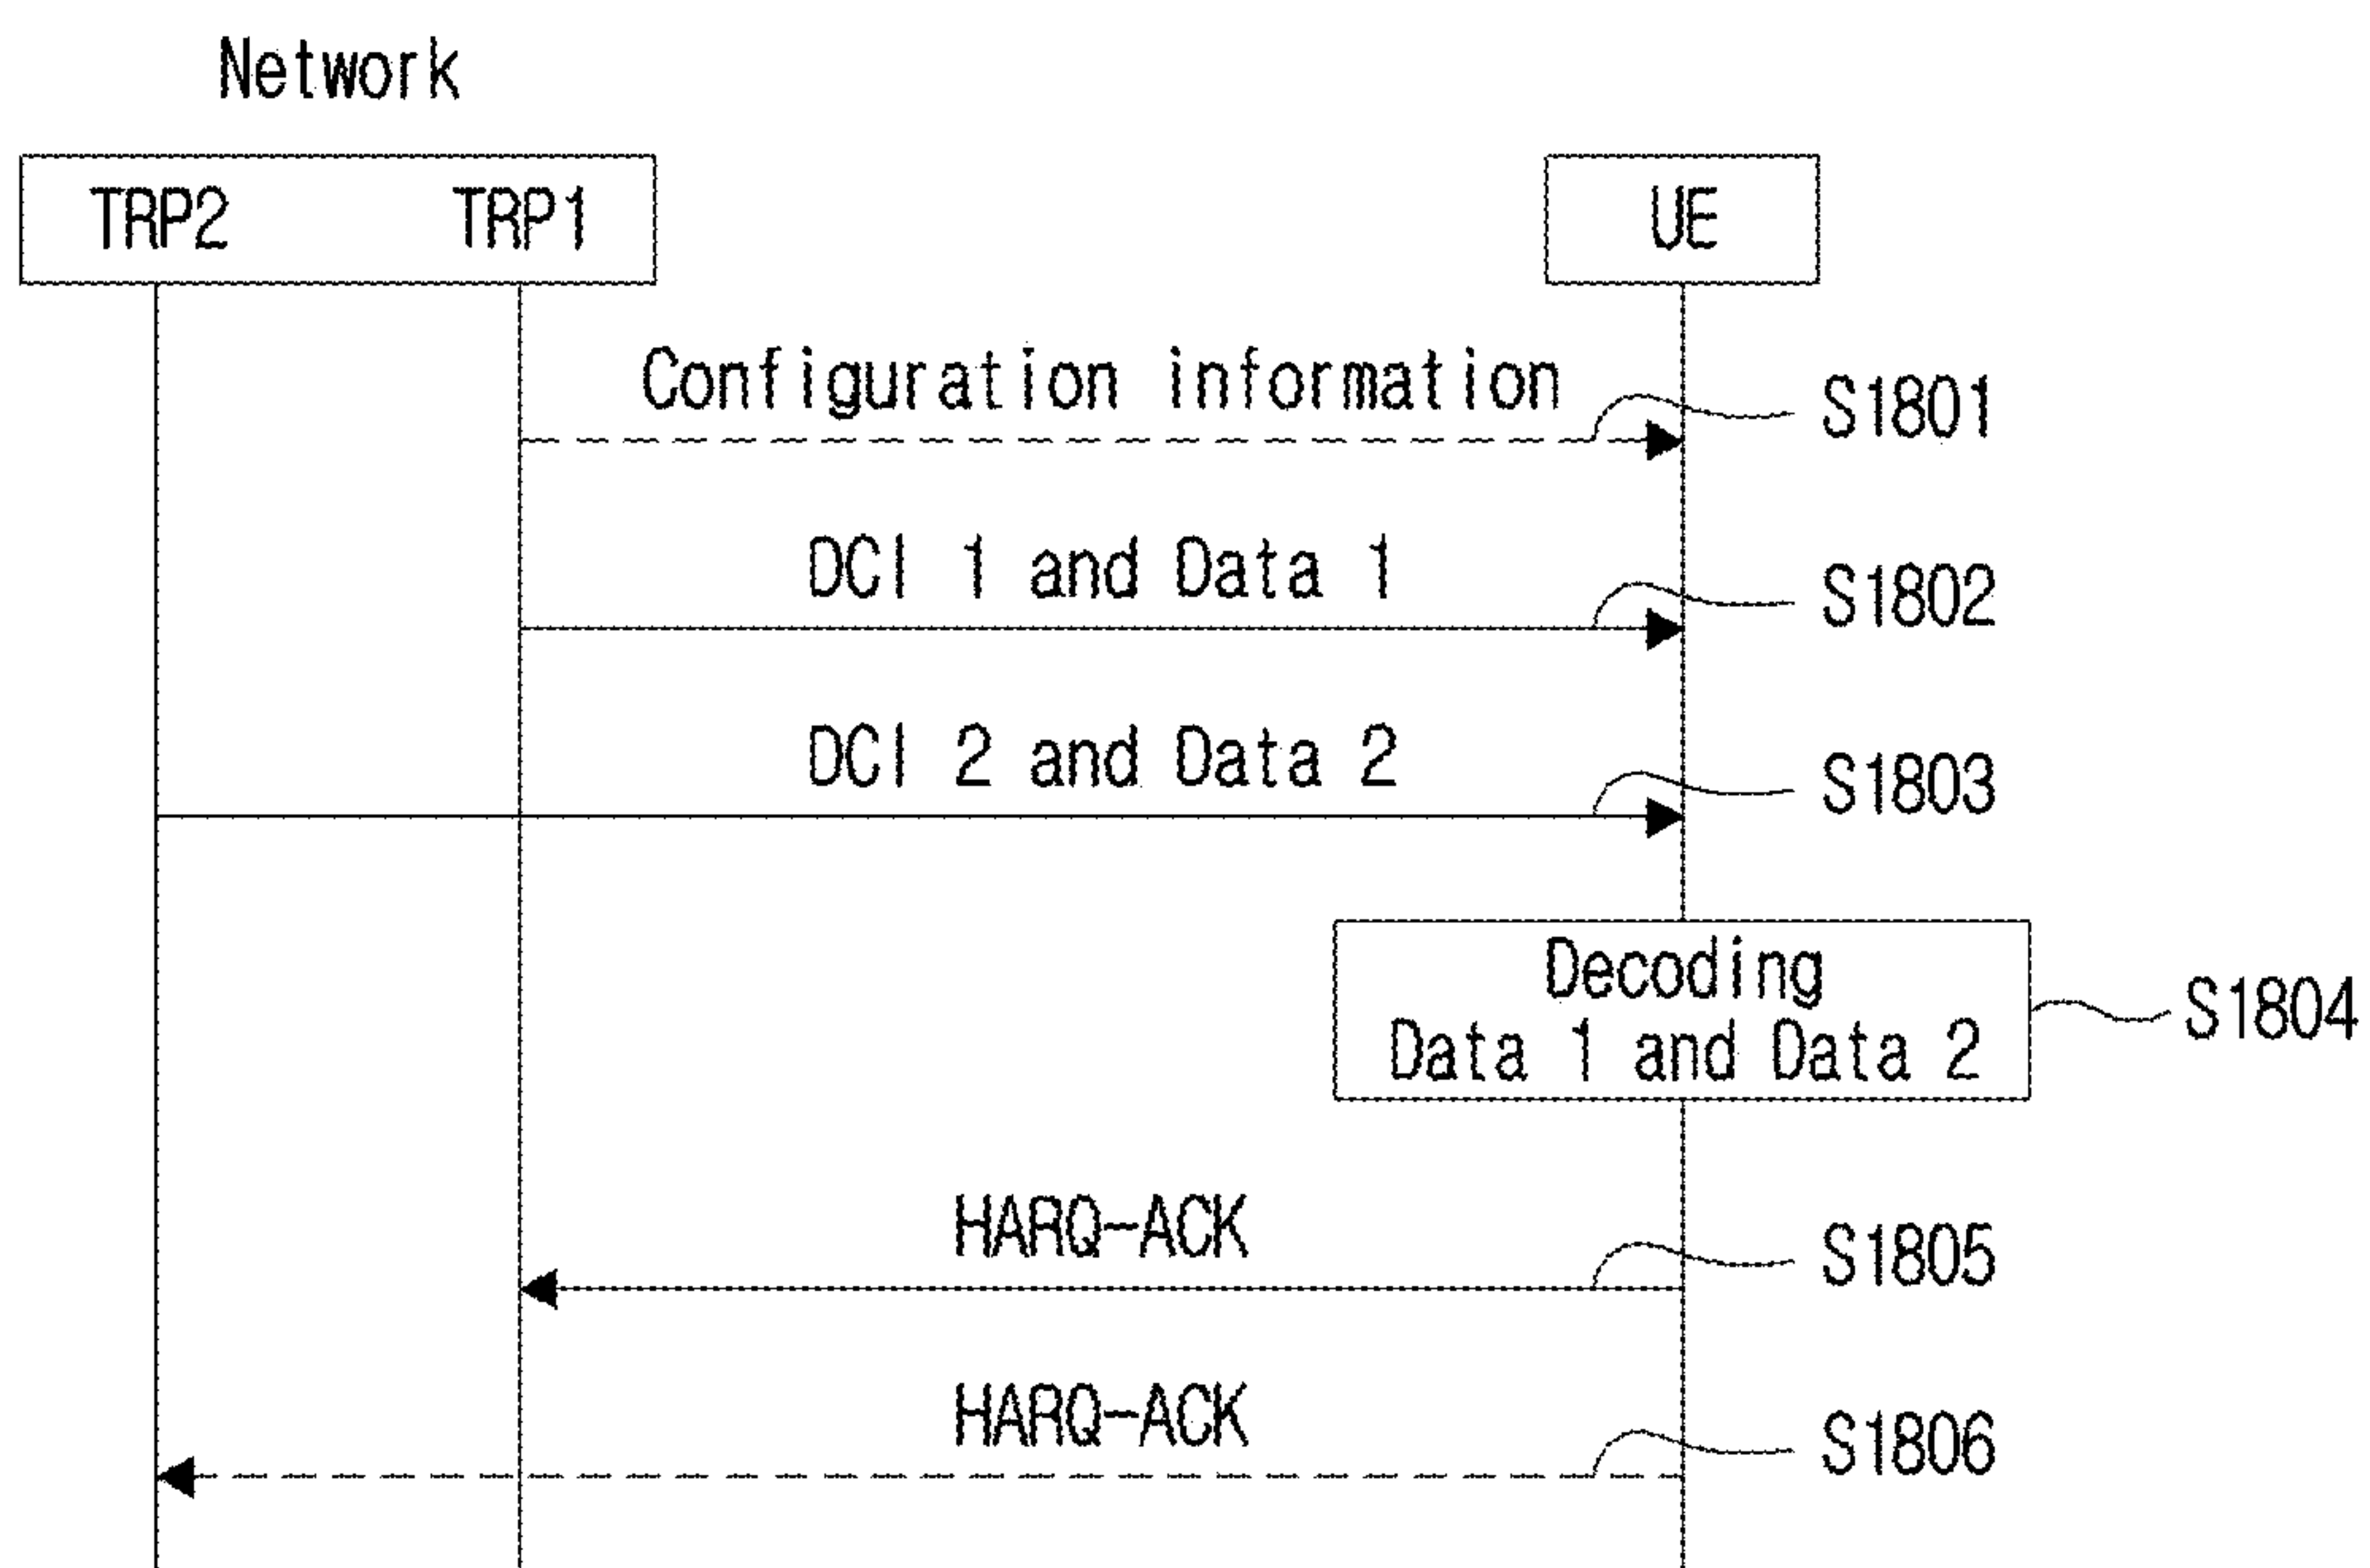 Network
TRP2 TRP1 UE
Configuration information S1801
DCI 1 and Data 1 S1802
DCI 2 and Data 2 S1803
Decoding
Data 1 and Data 2 S1804
HARQ-ACK S1805
HARQ-ACK S1806